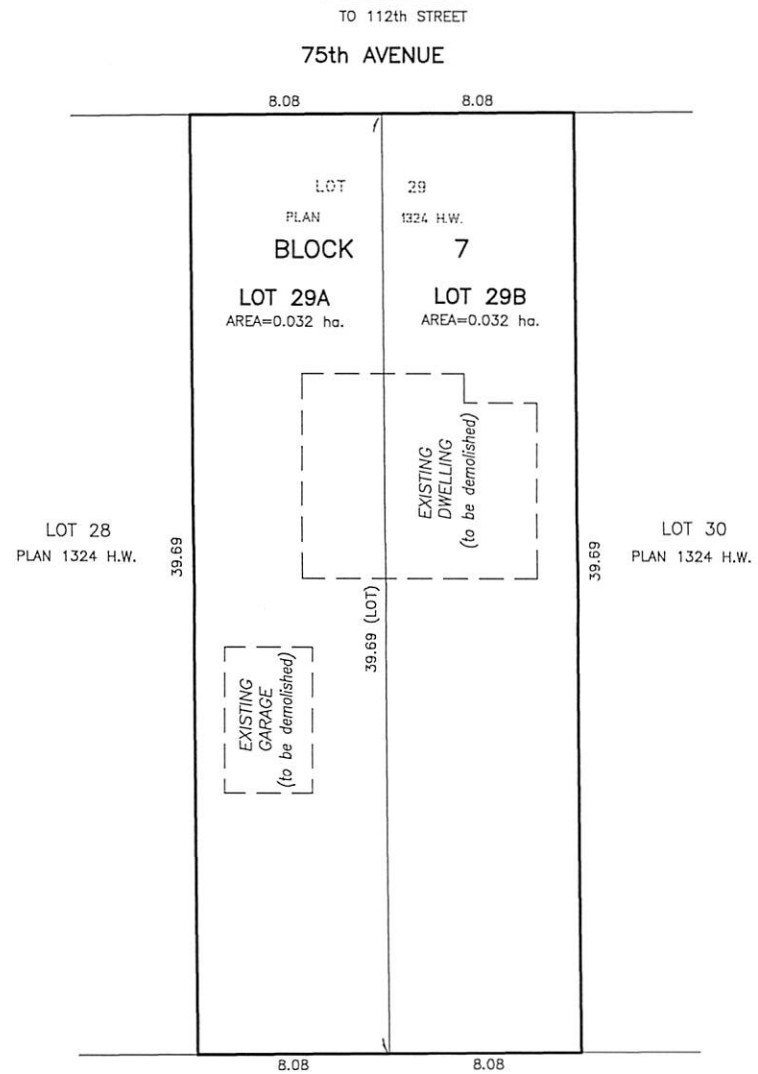 TO 112th STREET
75th AVENUE
8.08 8.08
LOT 29
PLAN 1324 H.W.
BLOCK 7
LOT 29A LOT 29B
AREA=0.032 ha. AREA=0.032 ha.
EXISTING
DWELLING
(to be demolished)
LOT 28
PLAN 1324 H.W.
39.69
39.69 (LOT)
39.69
LOT 30
PLAN 1324 H.W.
EXISTING
GARAGE
(to be demolished)
8.08 8.08